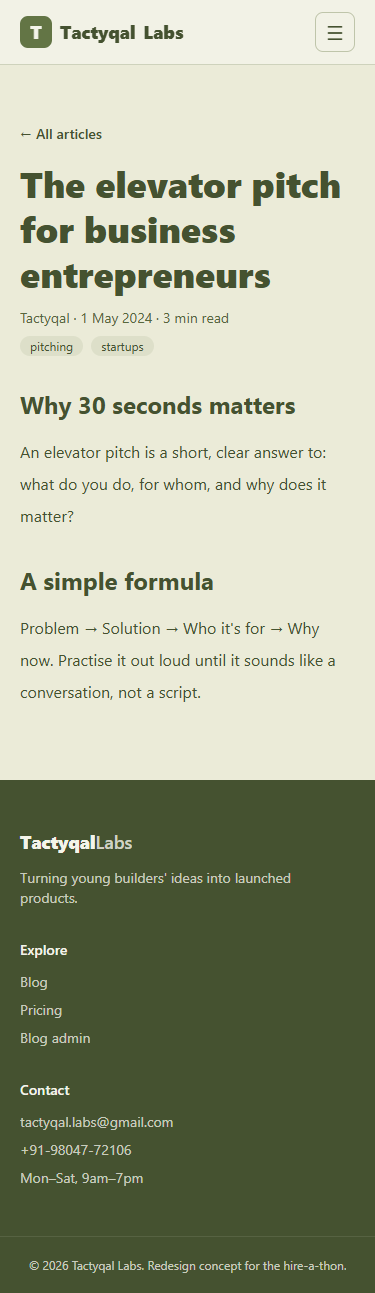 T Tactyqal Labs
☰
← All articles
The elevator pitch
for business
entrepreneurs
Tactyqal · 1 May 2024 · 3 min read
pitching startups
Why 30 seconds matters
An elevator pitch is a short, clear answer to:
what do you do, for whom, and why does it
matter?
A simple formula
Problem → Solution → Who it's for → Why
now. Practise it out loud until it sounds like a
conversation, not a script.
TactyqalLabs
Turning young builders' ideas into launched
products.
Explore
Blog
Pricing
Blog admin
Contact
tactyqal.labs@gmail.com
+91-98047-72106
Mon–Sat, 9am–7pm
© 2026 Tactyqal Labs. Redesign concept for the hire-a-thon.